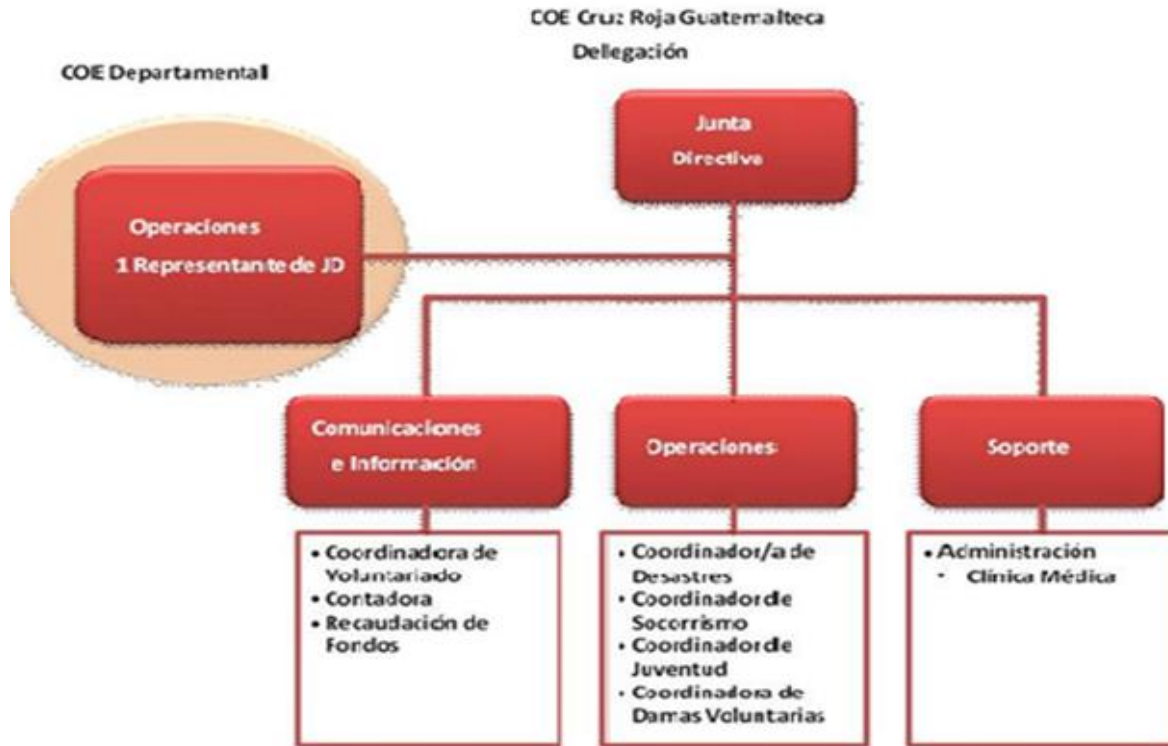 COE Cruz Roja Guatemalteca
Dellegación
COE Departamental
Junta
Directiva
Operaciones
1 Representante de JD
Comunicaciones
e Información
Operaciones
Soporte
• Coordinadora de
Voluntariado
• Contadora
• Recaudación de
Fondos
• Coordinador/a de
Desastres
• Coordinador de
Socorrismo
• Coordinador de
Juventud
• Coordinadora de
Damas Voluntarias
• Administración
• Clínica Médica